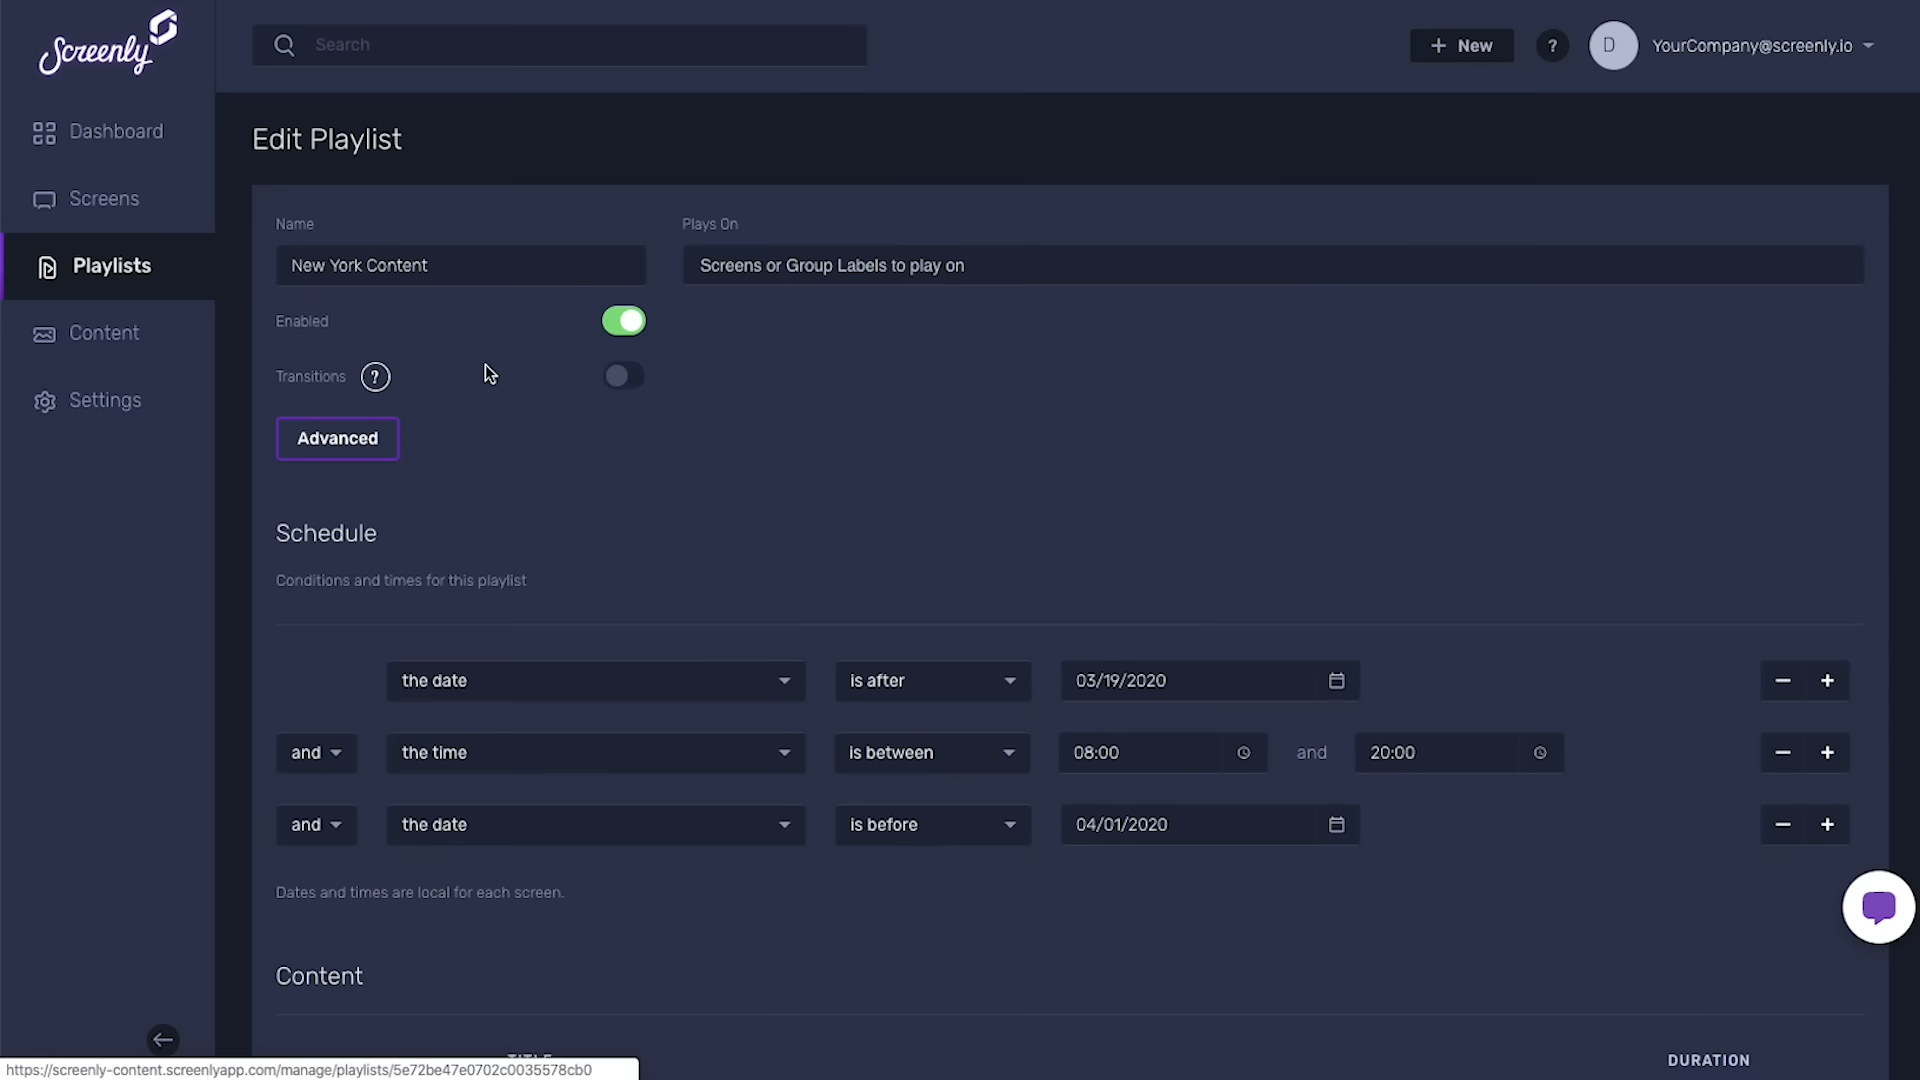 Screenly
Search
+ New
?
D
YourCompany@screenly.io
Dashboard
Screens
Playlists
Content
Settings
Edit Playlist
Name
Plays On
New York Content
Screens or Group Labels to play on
Enabled
Transitions ?
Advanced
Schedule
Conditions and times for this playlist
the date is after 03/19/2020 − +
and the time is between 08:00 and 20:00 − +
and the date is before 04/01/2020 − +
Dates and times are local for each screen.
Content
TITLE DURATION
https://screenly-content.screenlyapp.com/manage/playlists/5e72be47e0702c0035578cb0